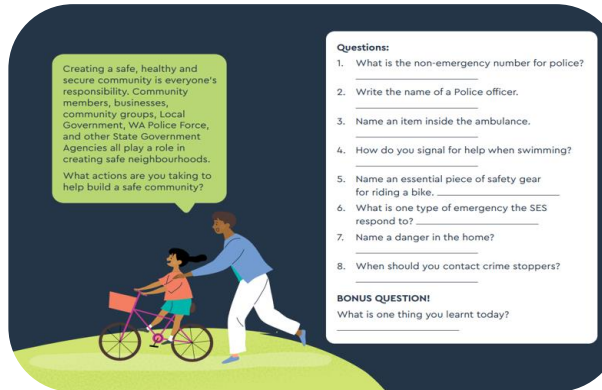 Creating a safe, healthy and
secure community is everyone's
responsibility. Community
members, businesses,
community groups, Local
Government, WA Police Force,
and other State Government
Agencies all play a role in
creating safe neighbourhoods.
What actions are you taking to
help build a safe community?
Questions:
1. What is the non-emergency number for police?
2. Write the name of a Police officer.
3. Name an item inside the ambulance.
4. How do you signal for help when swimming?
5. Name an essential piece of safety gear
for riding a bike.
6. What is one type of emergency the SES
respond to?
7. Name a danger in the home?
8. When should you contact crime stoppers?
BONUS QUESTION!
What is one thing you learnt today?